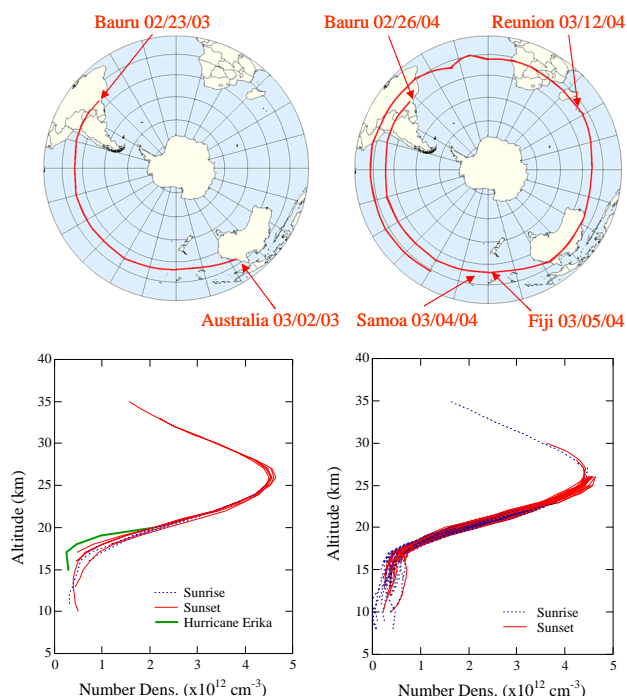 Bauru 02/23/03
Australia 03/02/03
Bauru 02/26/04
Reunion 03/12/04
Samoa 03/04/04
Fiji 03/05/04
Altitude (km)
40
35
30
25
20
15
10
5
Sunrise
Sunset
Hurricane Erika
0 1 2 3 4 5
Number Dens. (x10¹² cm⁻³)
Altitude (km)
40
35
30
25
20
15
10
5
Sunrise
Sunset
0 1 2 3 4 5
Number Dens. (x10¹² cm⁻³)